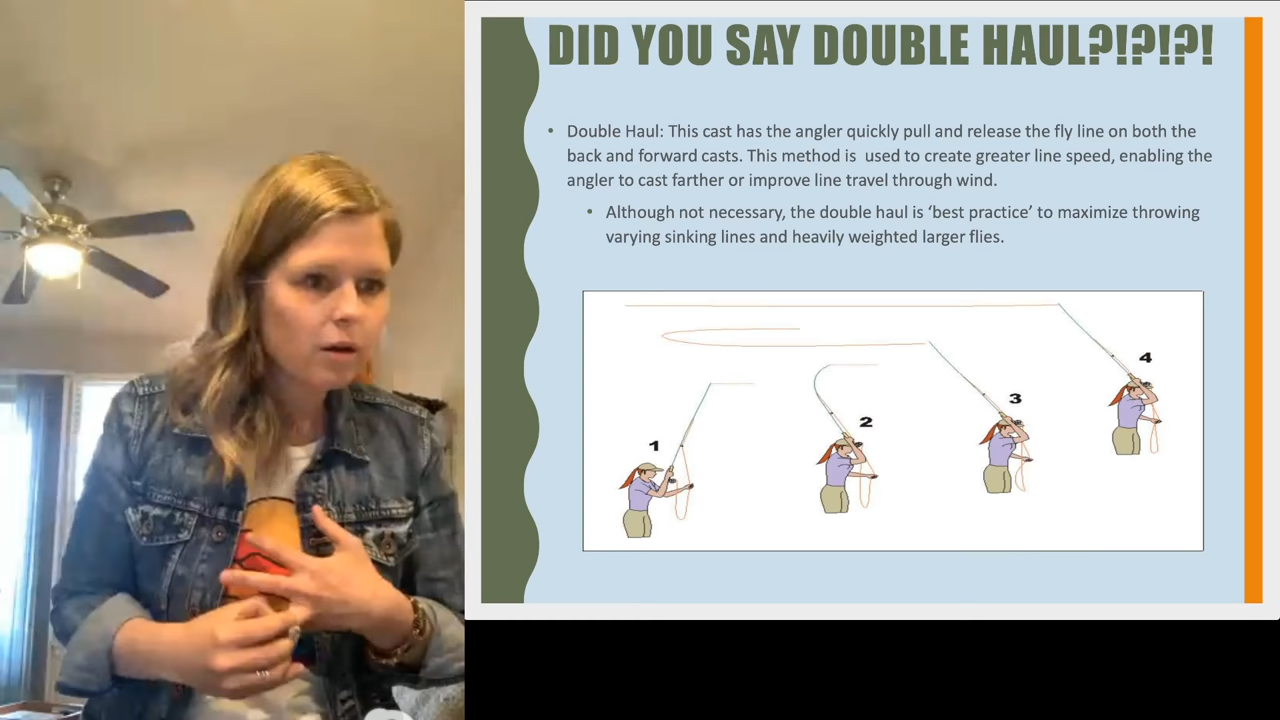 DID YOU SAY DOUBLE HAUL?!?!?!
• Double Haul: This cast has the angler quickly pull and release the fly line on both the
back and forward casts. This method is used to create greater line speed, enabling the
angler to cast farther or improve line travel through wind.
• Although not necessary, the double haul is ‘best practice’ to maximize throwing
varying sinking lines and heavily weighted larger flies.
1
2
3
4